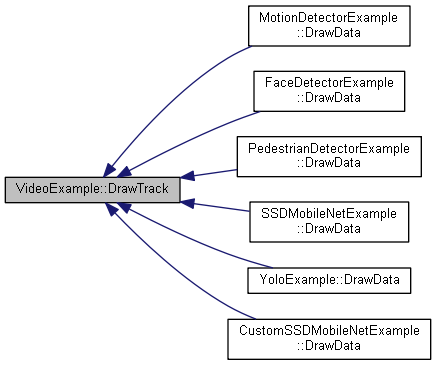 MotionDetectorExample
::DrawData
FaceDetectorExample
::DrawData
PedestrianDetectorExample
::DrawData
VideoExample::DrawTrack
SSDMobileNetExample
::DrawData
YoloExample::DrawData
CustomSSDMobileNetExample
::DrawData